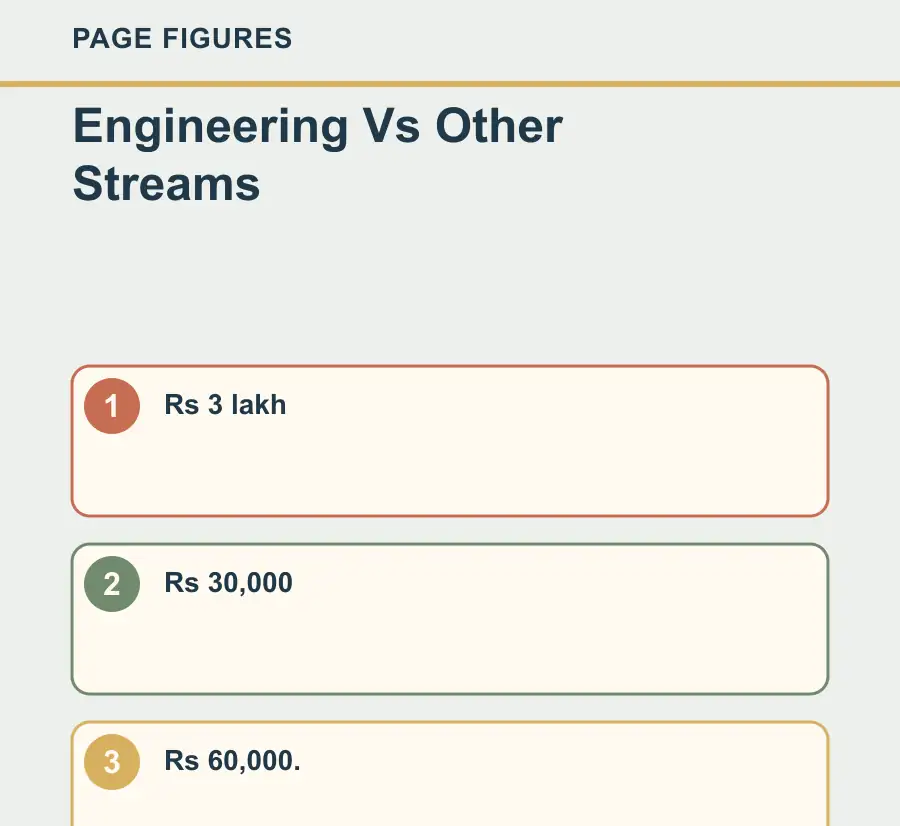 PAGE FIGURES
Engineering Vs Other
Streams
1 Rs 3 lakh
2 Rs 30,000
3 Rs 60,000.